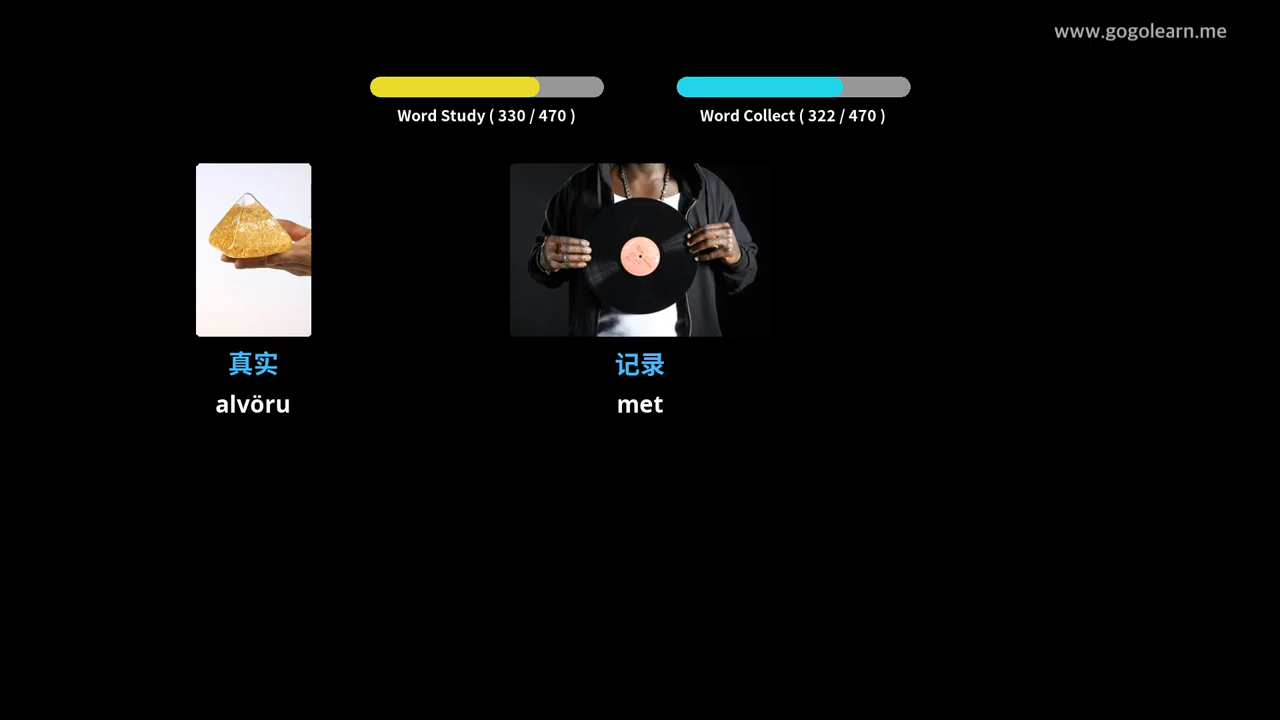 www.gogolearn.me
Word Study ( 330 / 470 )
Word Collect ( 322 / 470 )
真实
alvöru
记录
met